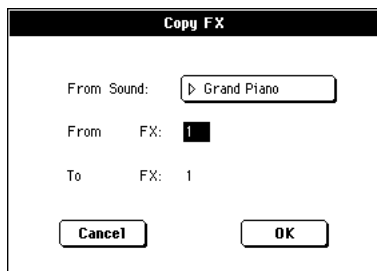 Copy FX
From Sound: Grand Piano
From FX: 1
To FX: 1
Cancel OK